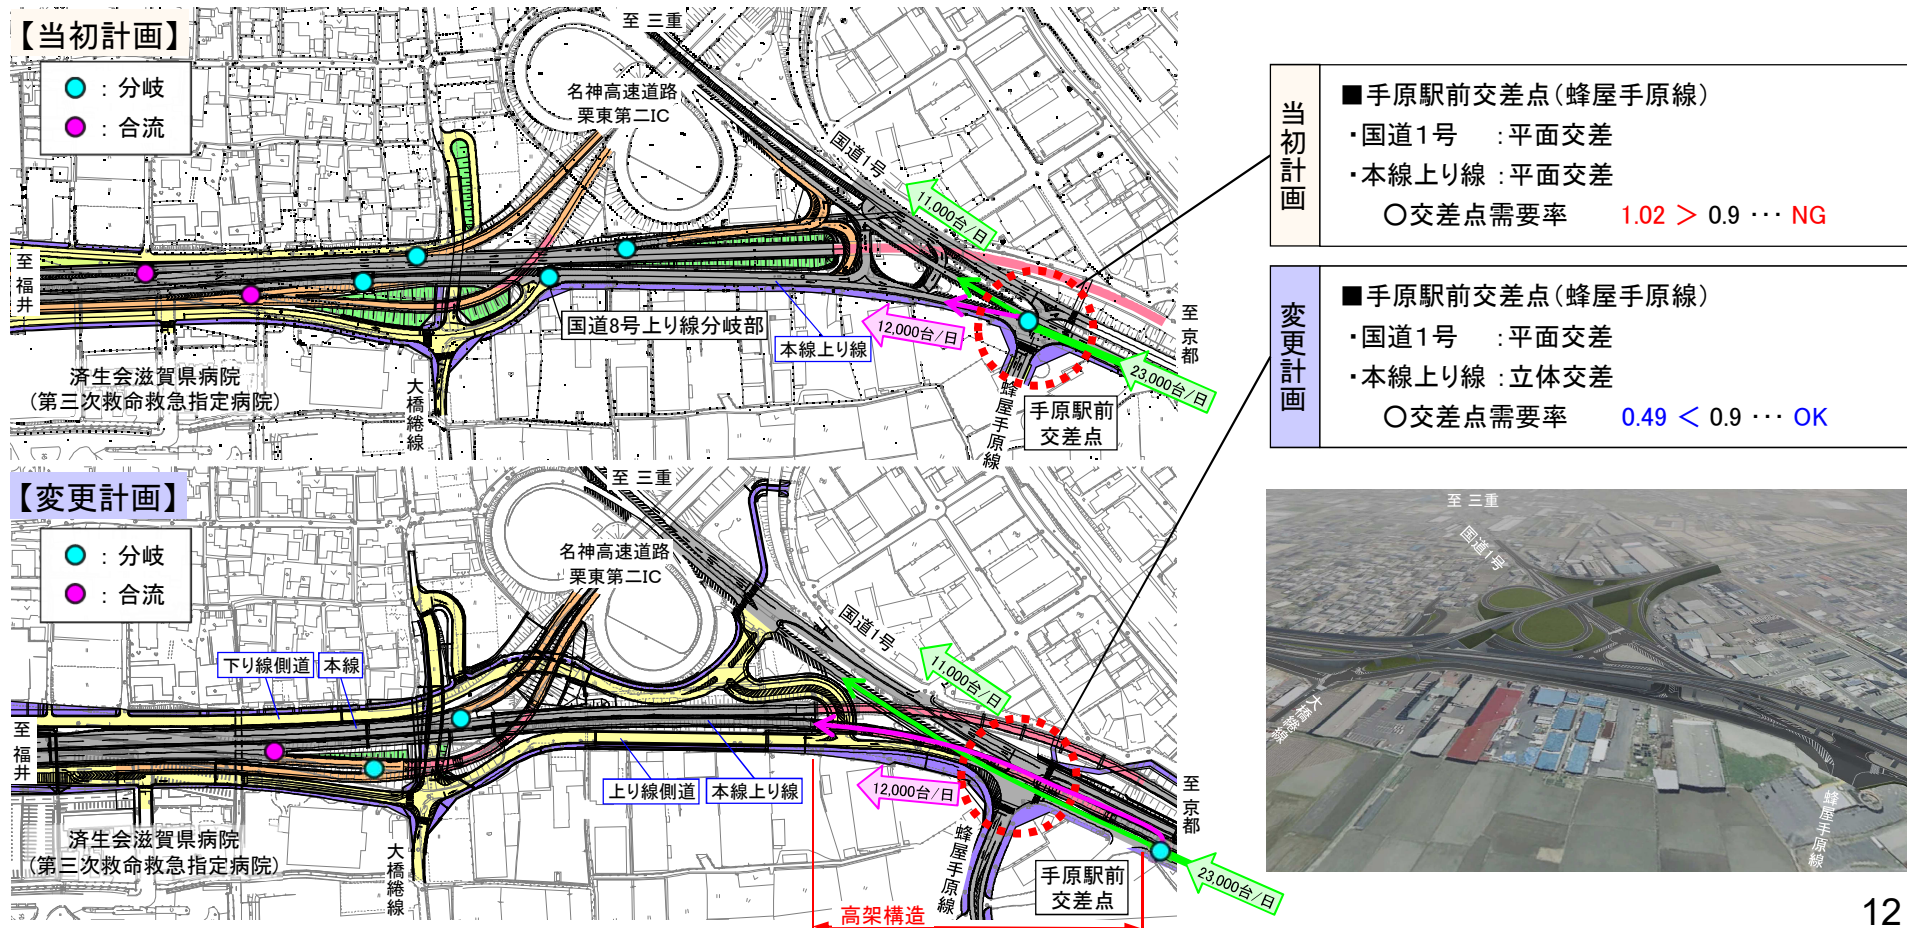 【当初計画】
：分岐
：合流
至 三重
名神高速道路
栗東第二IC
国道1号
11,000台/日
至 福井
国道8号上り線分岐部
12,000台/日
本線上り線
至 京都
23,000台/日
済生会滋賀県病院
(第三次救命救急指定病院)
大橋綣線
蜂屋手原線
手原駅前
交差点
【変更計画】
：分岐
：合流
至 三重
名神高速道路
栗東第二IC
国道1号
11,000台/日
下り線側道
本線
至 福井
上り線側道
本線上り線
12,000台/日
至 京都
23,000台/日
済生会滋賀県病院
(第三次救命救急指定病院)
大橋綣線
蜂屋手原線
手原駅前
交差点
高架構造
当初計画
■手原駅前交差点(蜂屋手原線)
・国道1号　：平面交差
・本線上り線：平面交差
○交差点需要率　1.02 ＞ 0.9 … NG
変更計画
■手原駅前交差点(蜂屋手原線)
・国道1号　：平面交差
・本線上り線：立体交差
○交差点需要率　0.49 ＜ 0.9 … OK
至 三重
国道1号
大橋綣線
蜂屋手原線
12